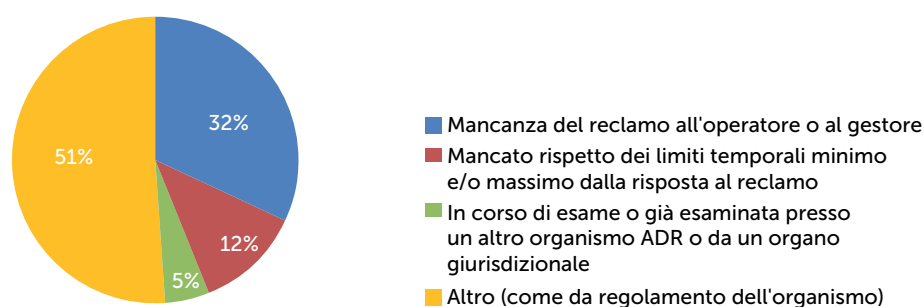 32%
51%
12%
5%
Mancanza del reclamo all'operatore o al gestore
Mancato rispetto dei limiti temporali minimo
e/o massimo dalla risposta al reclamo
In corso di esame o già esaminata presso
un altro organismo ADR o da un organo
giurisdizionale
Altro (come da regolamento dell'organismo)